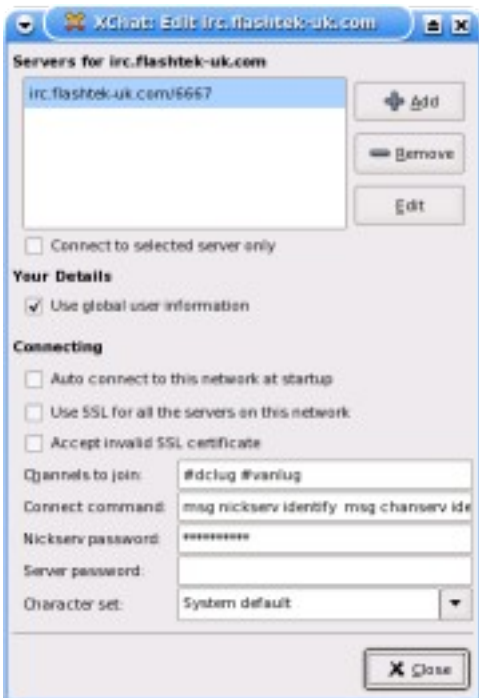 XChat: Edit irc.flashtek-uk.com
Servers for irc.flashtek-uk.com
irc.flashtek-uk.com/6667
Add
Remove
Edit
Connect to selected server only
Your Details
Use global user information
Connecting
Auto connect to this network at startup
Use SSL for all the servers on this network
Accept invalid SSL certificate
Channels to join: #dclug #vanlug
Connect command: msg nickserv identify msg chanserv ide
Nickserv password: **********
Server password:
Character set: System default
Close